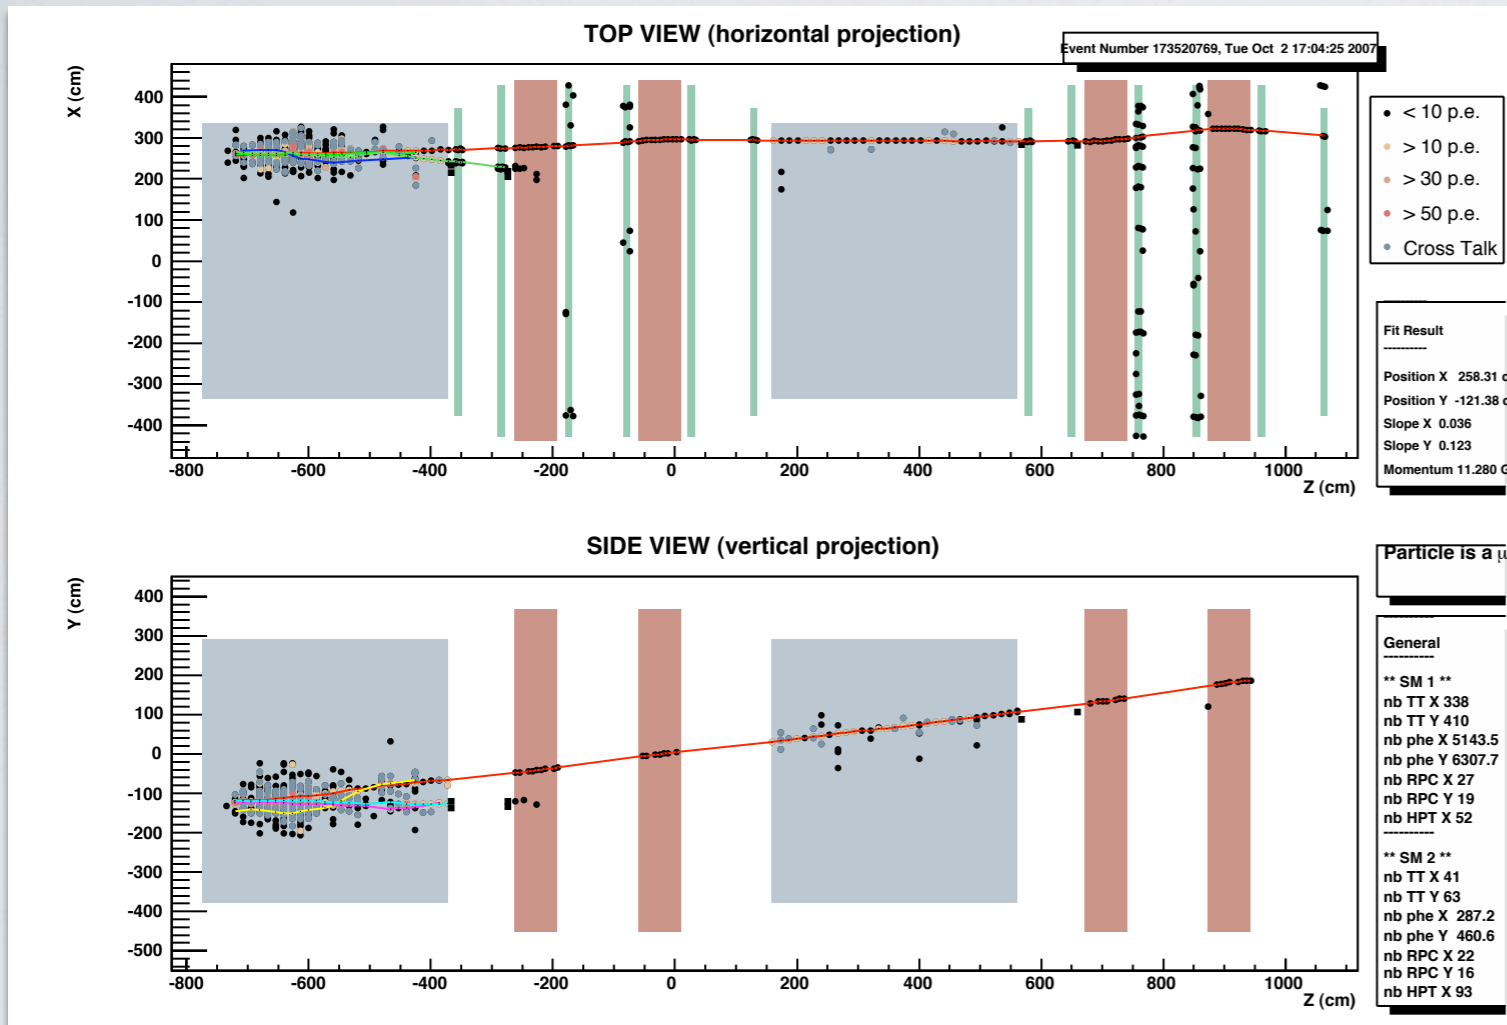 TOP VIEW (horizontal projection)
Event Number 173520769, Tue Oct 2 17:04:25 2007
X (cm)
400
300
200
100
0
-100
-200
-300
-400
-800 -600 -400 -200 0 200 400 600 800 1000
Z (cm)
< 10 p.e.
> 10 p.e.
> 30 p.e.
> 50 p.e.
Cross Talk
----------
Fit Result
----------
Position X 258.31 c
Position Y -121.38 c
Slope X 0.036
Slope Y 0.123
Momentum 11.280 G
SIDE VIEW (vertical projection)
Y (cm)
400
300
200
100
0
-100
-200
-300
-400
-500
-800 -600 -400 -200 0 200 400 600 800 1000
Z (cm)
Particle is a μ
----------
General
----------
** SM 1 **
nb TT X 338
nb TT Y 410
nb phe X 5143.5
nb phe Y 6307.7
nb RPC X 27
nb RPC Y 19
nb HPT X 52
----------
** SM 2 **
nb TT X 41
nb TT Y 63
nb phe X 287.2
nb phe Y 460.6
nb RPC X 22
nb RPC Y 16
nb HPT X 93